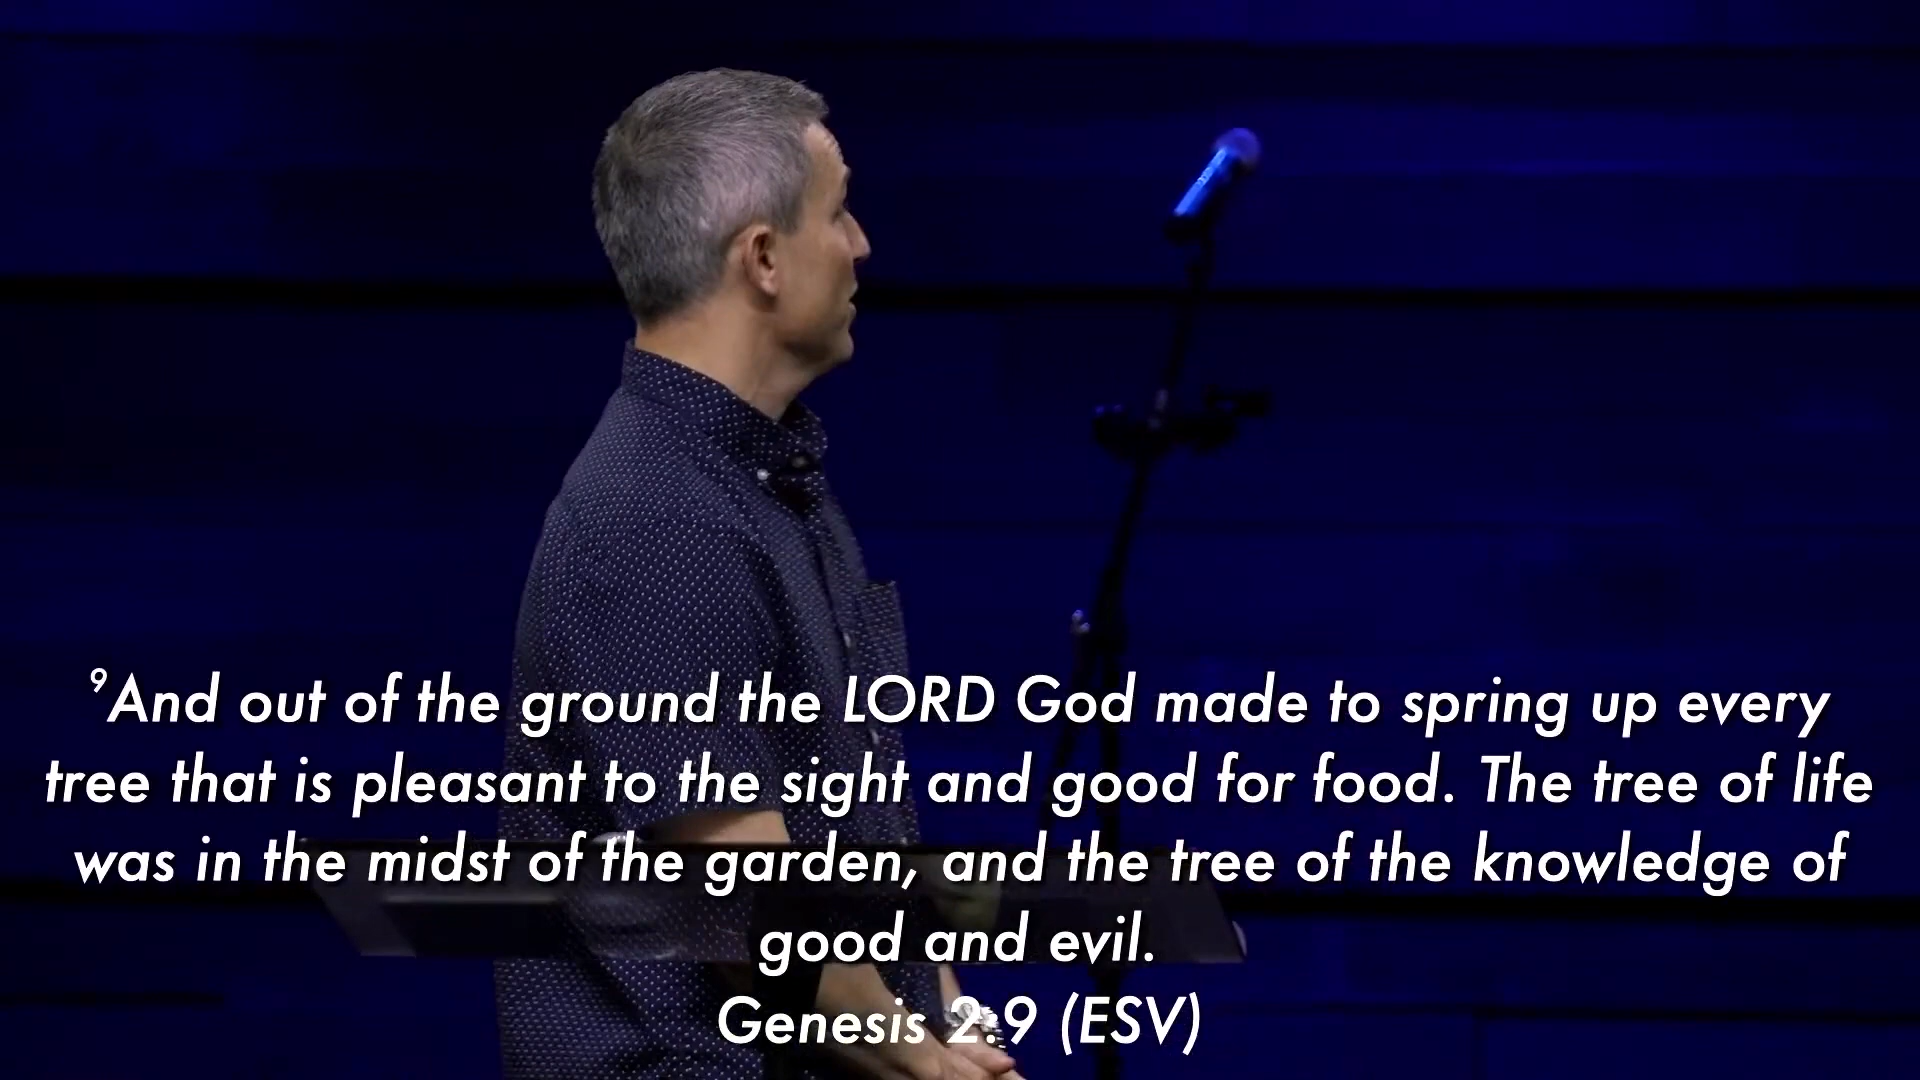 ⁹And out of the ground the LORD God made to spring up every
tree that is pleasant to the sight and good for food. The tree of life
was in the midst of the garden, and the tree of the knowledge of
good and evil.
Genesis 2:9 (ESV)